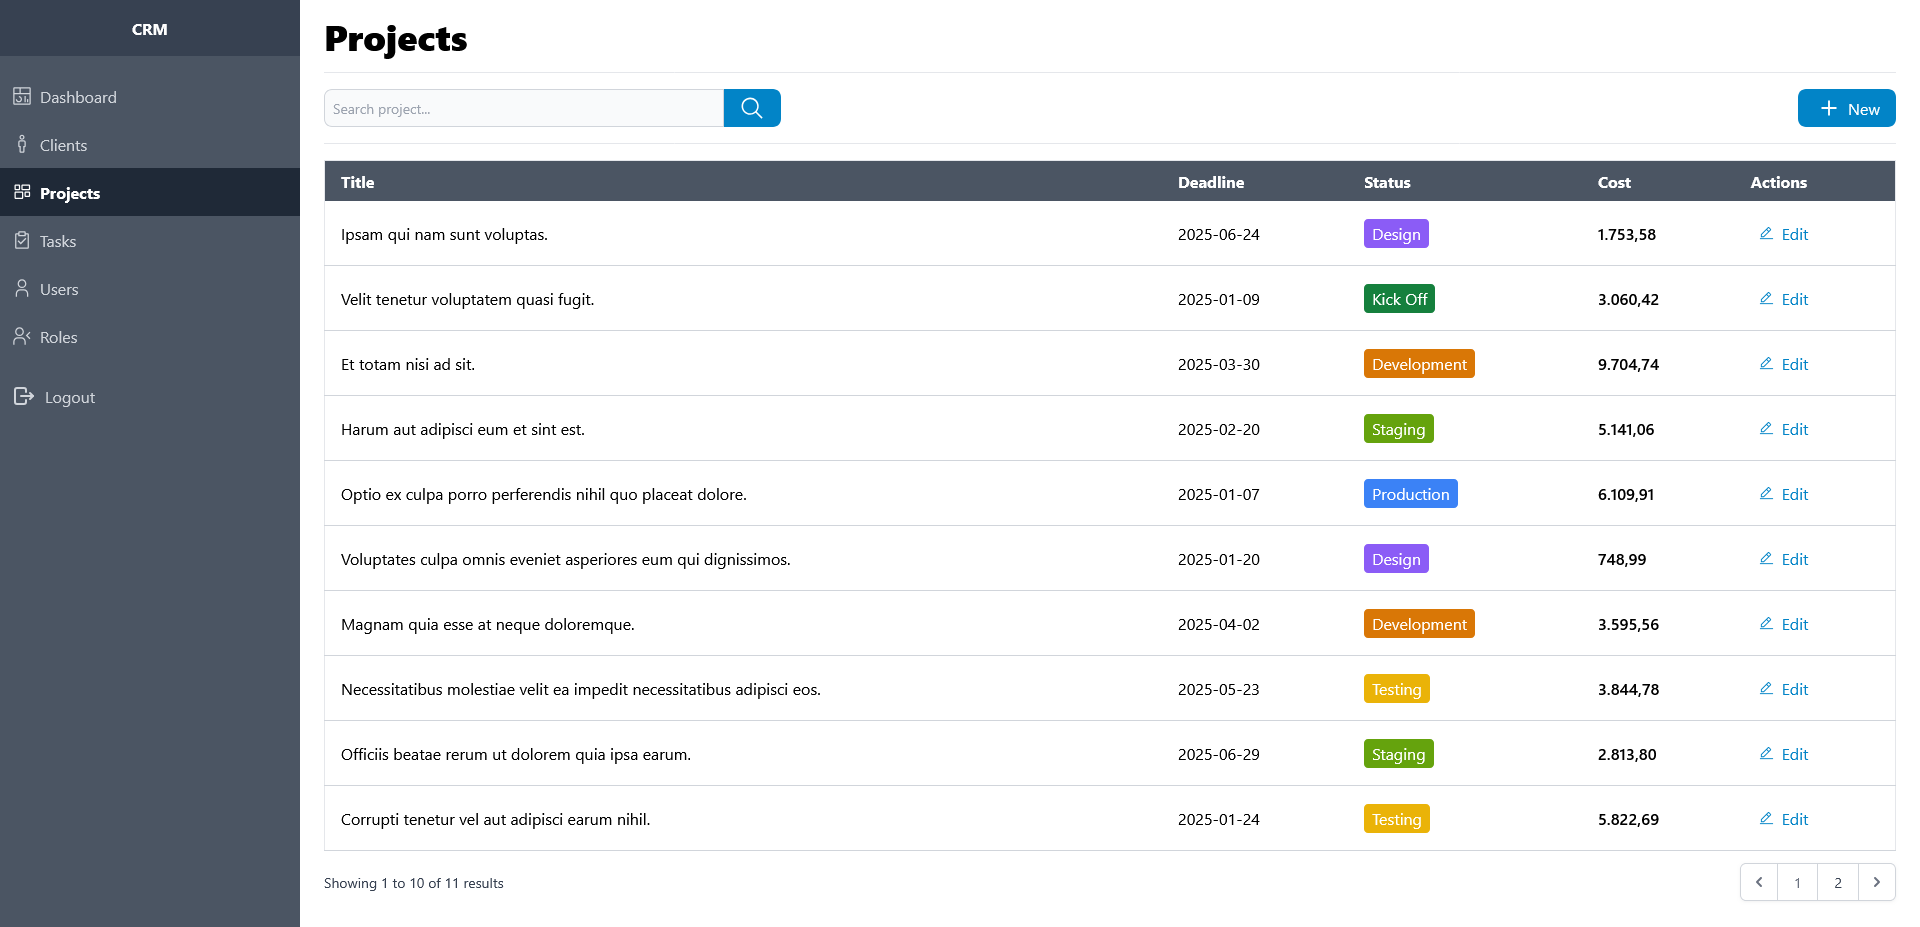 CRM
Dashboard
Clients
Projects
Tasks
Users
Roles
Logout
Projects
Search project...
New
Title Deadline Status Cost Actions
Ipsam qui nam sunt voluptas. 2025-06-24 Design 1.753,58 Edit
Velit tenetur voluptatem quasi fugit. 2025-01-09 Kick Off 3.060,42 Edit
Et totam nisi ad sit. 2025-03-30 Development 9.704,74 Edit
Harum aut adipisci eum et sint est. 2025-02-20 Staging 5.141,06 Edit
Optio ex culpa porro perferendis nihil quo placeat dolore. 2025-01-07 Production 6.109,91 Edit
Voluptates culpa omnis eveniet asperiores eum qui dignissimos. 2025-01-20 Design 748,99 Edit
Magnam quia esse at neque doloremque. 2025-04-02 Development 3.595,56 Edit
Necessitatibus molestiae velit ea impedit necessitatibus adipisci eos. 2025-05-23 Testing 3.844,78 Edit
Officiis beatae rerum ut dolorem quia ipsa earum. 2025-06-29 Staging 2.813,80 Edit
Corrupti tenetur vel aut adipisci earum nihil. 2025-01-24 Testing 5.822,69 Edit
Showing 1 to 10 of 11 results
1 2